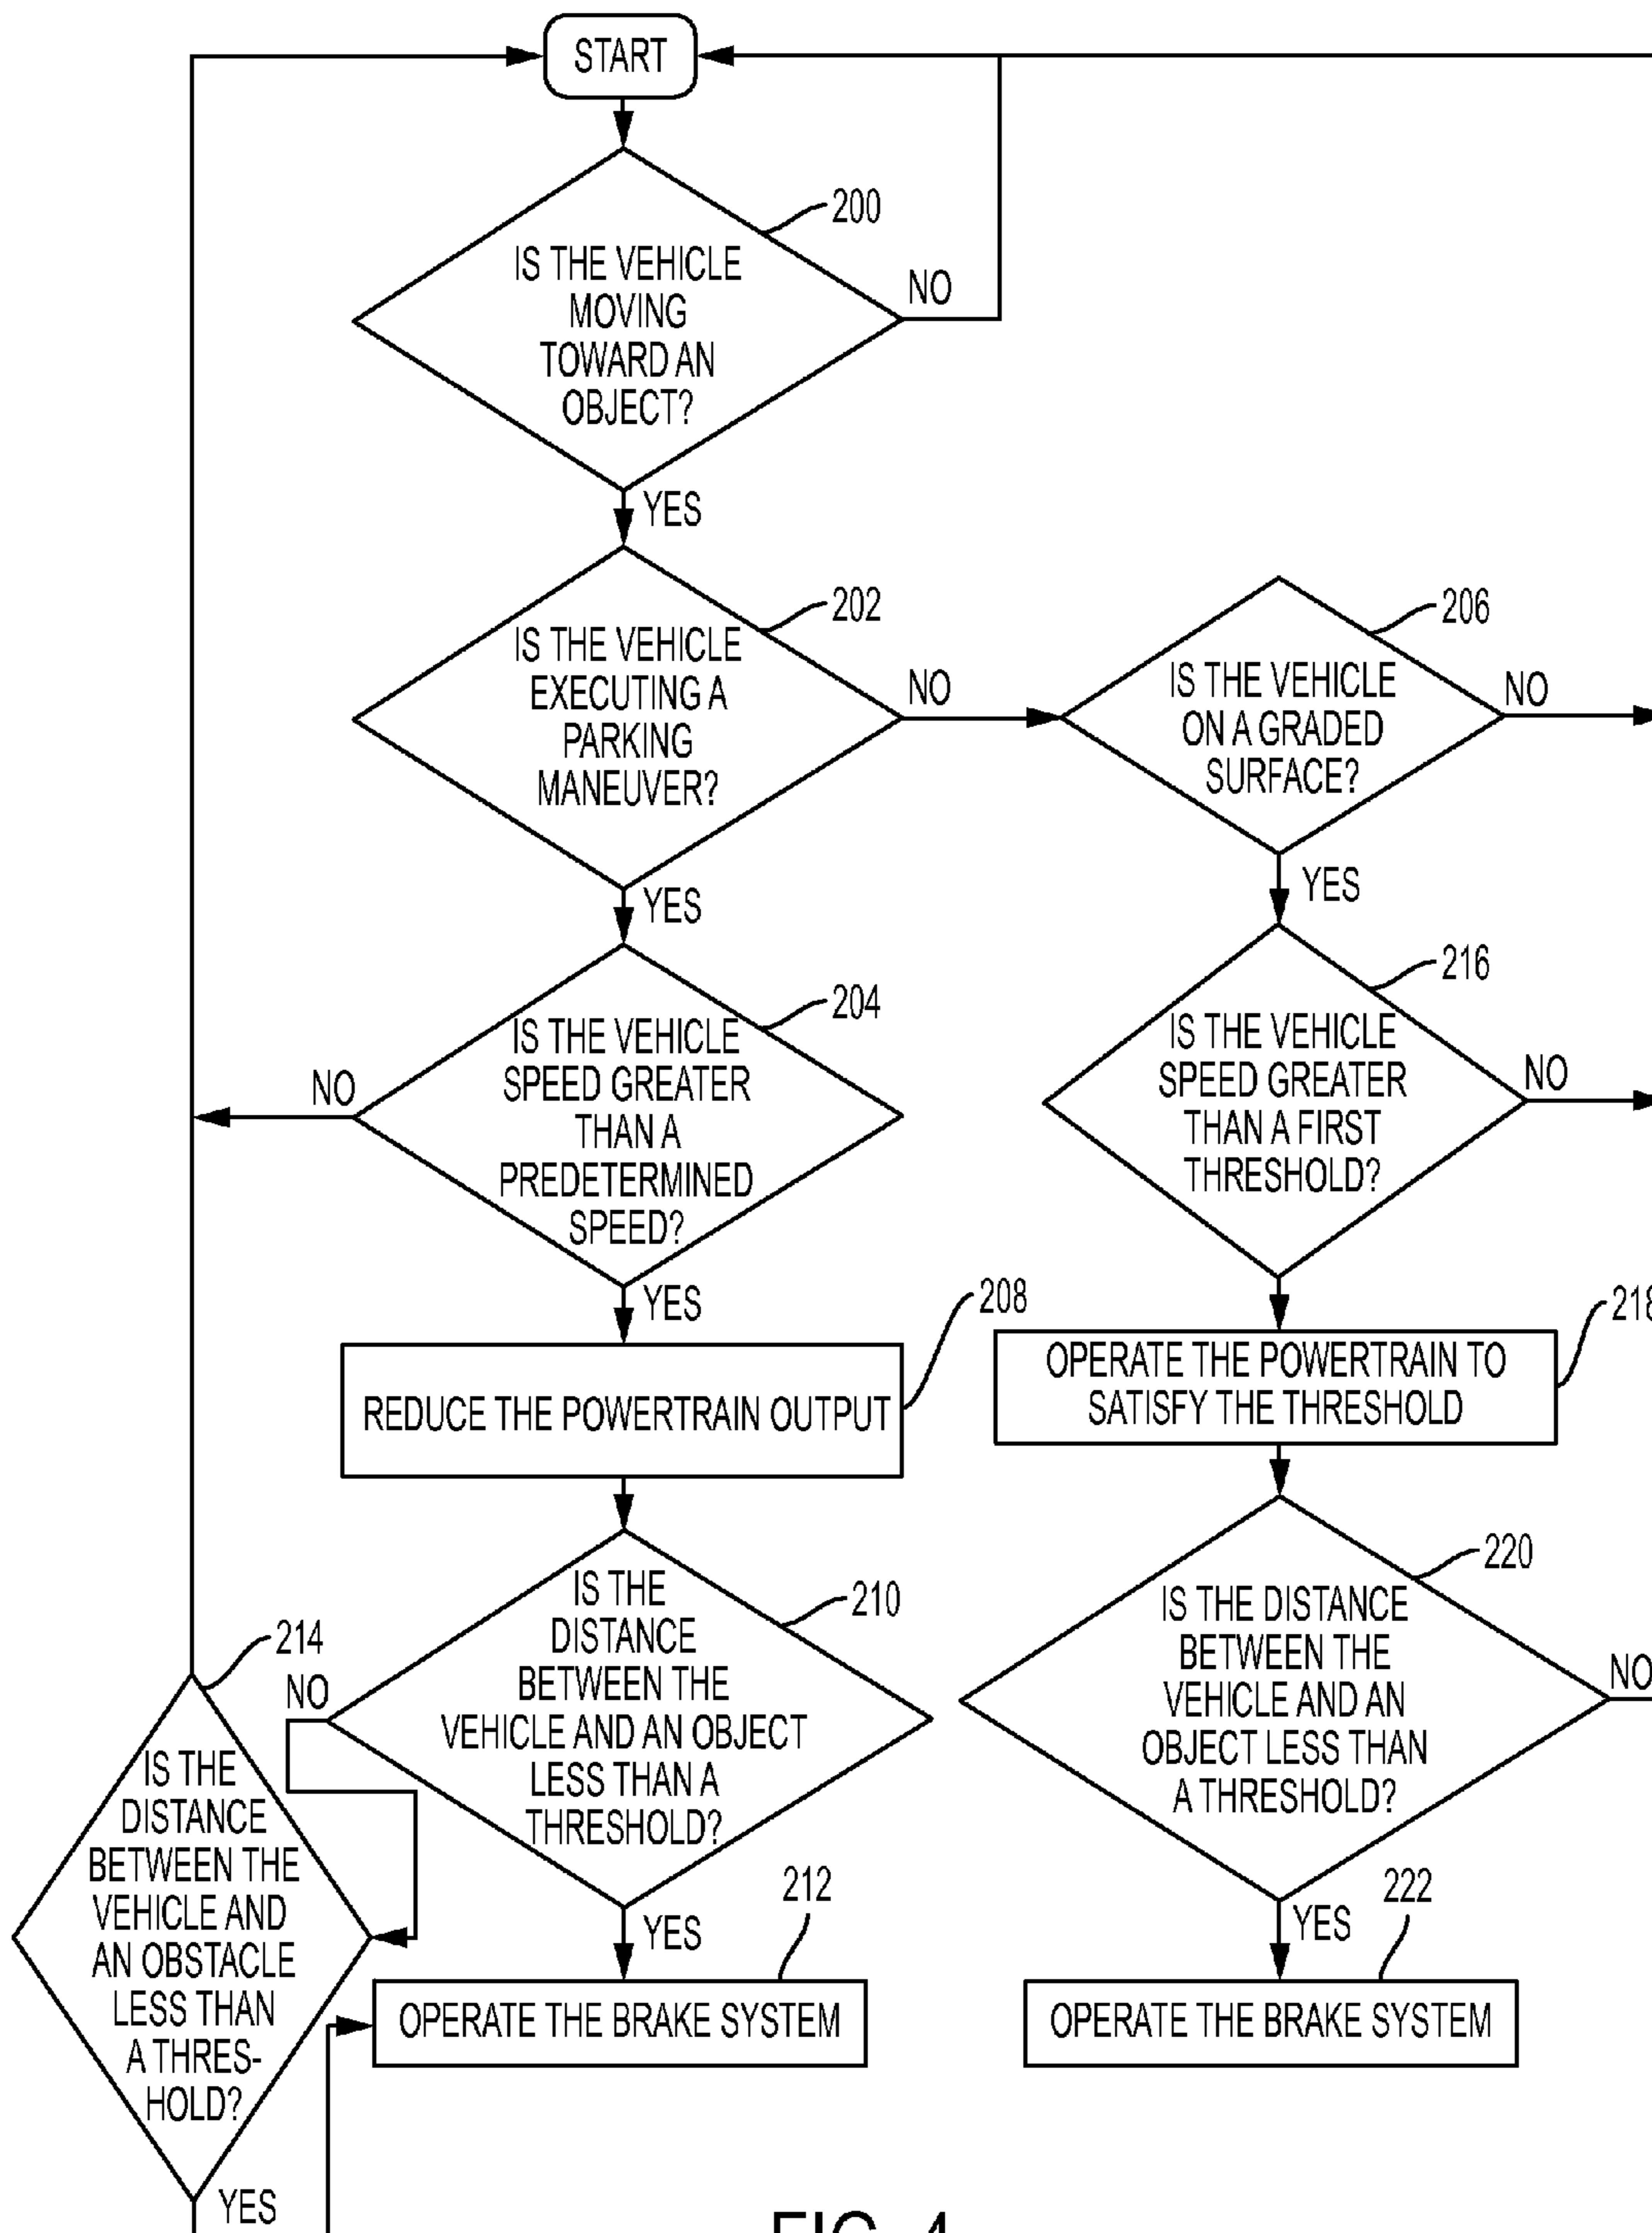 START
200
IS THE VEHICLE
MOVING
TOWARD AN
OBJECT?
NO
YES
202
IS THE VEHICLE
EXECUTING A
PARKING
MANEUVER?
NO
206
IS THE VEHICLE
ON A GRADED
SURFACE?
NO
YES
YES
204
IS THE VEHICLE
SPEED GREATER
THAN A
PREDETERMINED
SPEED?
NO
YES
216
IS THE VEHICLE
SPEED GREATER
THAN A FIRST
THRESHOLD?
NO
208
REDUCE THE POWERTRAIN OUTPUT
218
OPERATE THE POWERTRAIN TO
SATISFY THE THRESHOLD
210
IS THE
DISTANCE
BETWEEN THE
VEHICLE AND AN OBJECT
LESS THAN A
THRESHOLD?
NO
YES
220
IS THE DISTANCE
BETWEEN THE
VEHICLE AND AN
OBJECT LESS THAN
A THRESHOLD?
NO
YES
214
IS THE
DISTANCE
BETWEEN THE
VEHICLE AND
AN OBSTACLE
LESS THAN
A THRES-
HOLD?
YES
212
OPERATE THE BRAKE SYSTEM
222
OPERATE THE BRAKE SYSTEM
FIG. 4